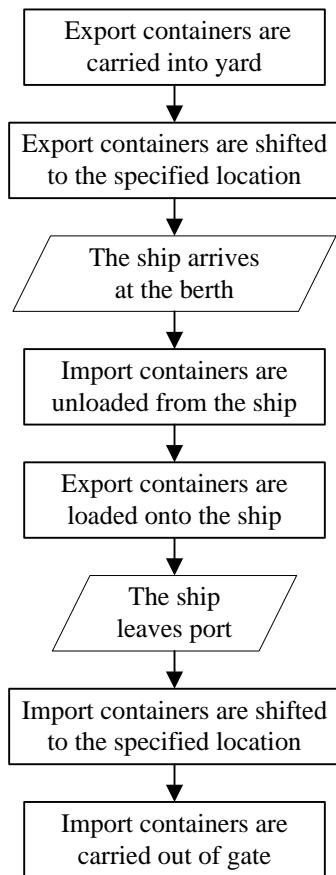 Export containers are
carried into yard
Export containers are shifted
to the specified location
The ship arrives
at the berth
Import containers are
unloaded from the ship
Export containers are
loaded onto the ship
The ship
leaves port
Import containers are shifted
to the specified location
Import containers are
carried out of gate